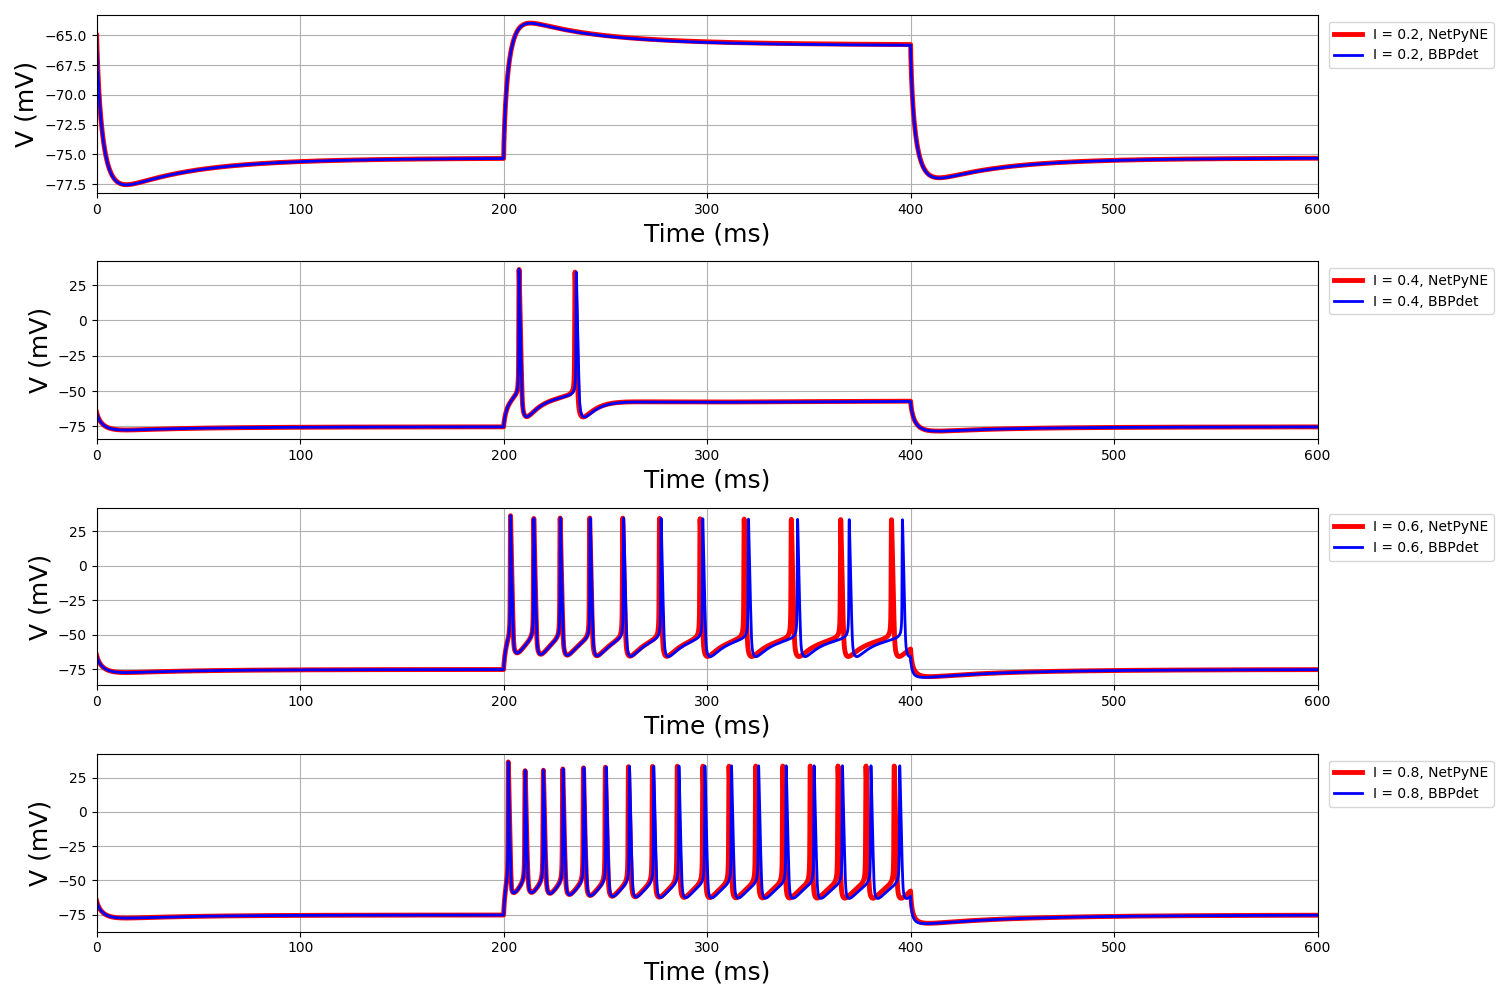 V (mV)
−65.0
−67.5
−70.0
−72.5
−75.0
−77.5
0 100 200 300 400 500 600
Time (ms)
I = 0.2, NetPyNE
I = 0.2, BBPdet
V (mV)
25
0
−25
−50
−75
0 100 200 300 400 500 600
Time (ms)
I = 0.4, NetPyNE
I = 0.4, BBPdet
V (mV)
25
0
−25
−50
−75
0 100 200 300 400 500 600
Time (ms)
I = 0.6, NetPyNE
I = 0.6, BBPdet
V (mV)
25
0
−25
−50
−75
0 100 200 300 400 500 600
Time (ms)
I = 0.8, NetPyNE
I = 0.8, BBPdet